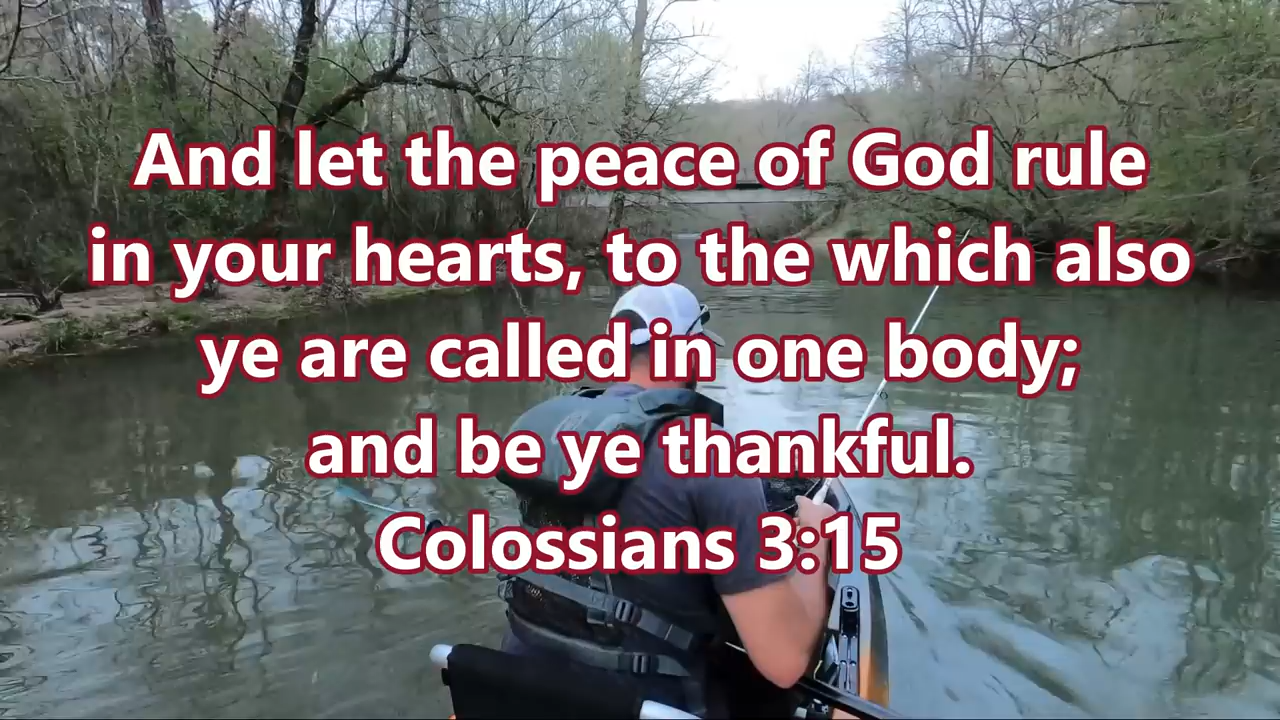 And let the peace of God rule
in your hearts, to the which also
ye are called in one body;
and be ye thankful.
Colossians 3:15